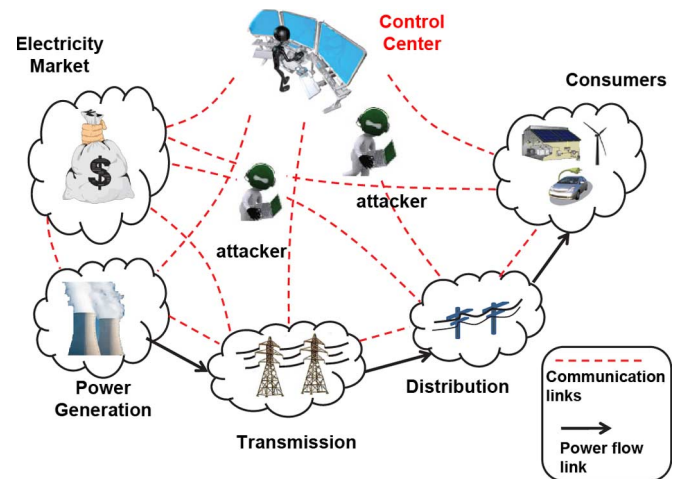 Electricity
Market
Control
Center
Consumers
$
attacker
attacker
Power
Generation
Transmission
Distribution
Communication
links
Power flow
link